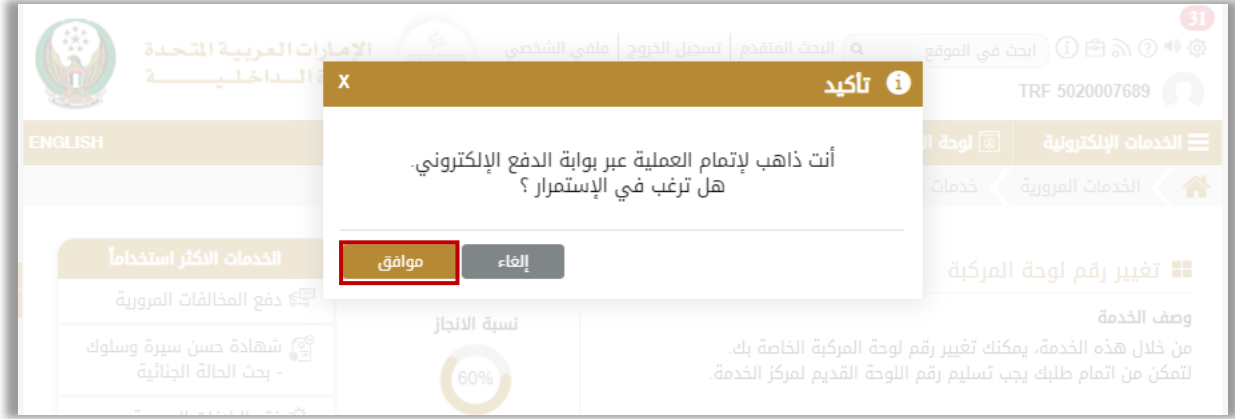 31
الإمارات العربية المتحدة
ابحث في الموقع
البحث المتقدم
تسجيل الخروج
ملفي الشخصي
TRF 5020007689
تأكيد
X
أنت ذاهب لإتمام العملية عبر بوابة الدفع الإلكتروني.
هل ترغب في الإستمرار ؟
إلغاء
موافق
الخدمات الإلكترونية
لوحة
ENGLISH
الخدمات المرورية
خدمات
تغيير رقم لوحة المركبة
وصف الخدمة
من خلال هذه الخدمة، يمكنك تغيير رقم لوحة المركبة الخاصة بك.
لتمكن من اتمام طلبك يجب تسليم رقم اللوحة القديم لمركز الخدمة.
نسبة الانجاز
60%
الخدمات الاكثر استخداماً
دفع المخالفات المرورية
شهادة حسن سيرة وسلوك
- بحث الحالة الجنائية